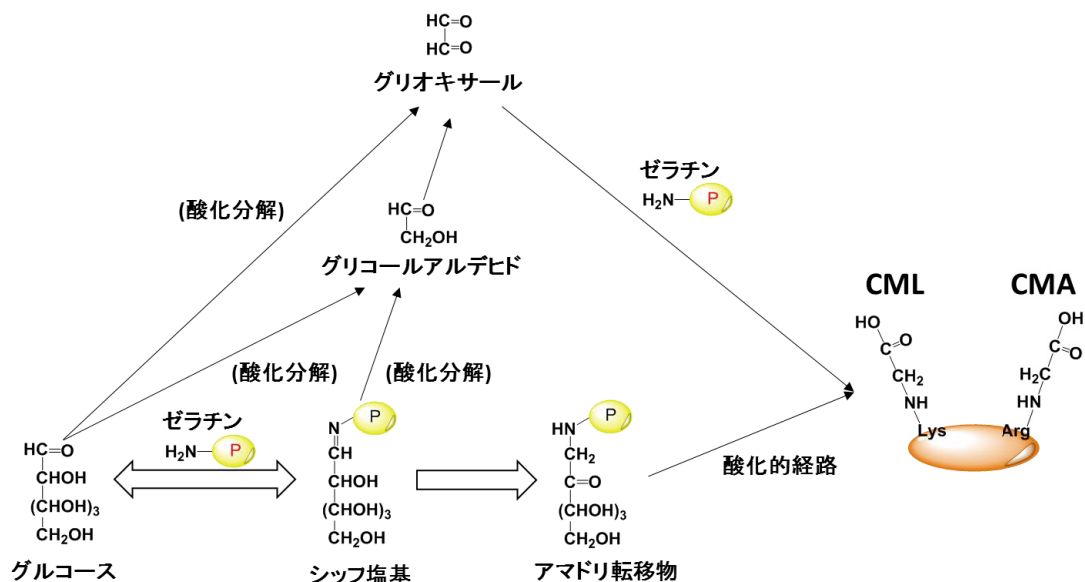 HC=O
HC=O
グリオキサール
ゼラチン
H₂N P
(酸化分解)
HC=O
CH₂OH
グリコールアルデヒド
CML CMA
HO OH
C=O C=O
CH₂ H₂C
NH HN
Lys Arg
(酸化分解) (酸化分解)
ゼラチン
H₂N P
HC=O
CHOH
(CHOH)₃
CH₂OH
グルコース
N P
CH
CHOH
(CHOH)₃
CH₂OH
シッフ塩基
HN P
CH₂
C=O
(CHOH)₃
CH₂OH
アマドリ転移物
酸化的経路